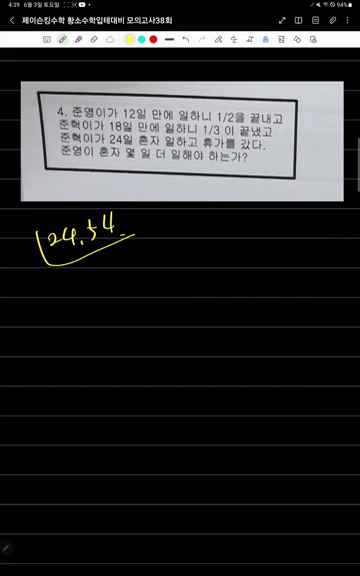 4:39 6월 3일 토요일
94%
제이슨킹수학 황소수학입테대비 모의고사38회
4. 준영이가 12일 만에 일하니 1/2을 끝내고
준혁이가 18일 만에 일하니 1/3 이 끝냈고
준혁이가 24일 혼자 일하고 휴가를 갔다.
준영이 혼자 몇 일 더 일해야 하는가?
24, 54